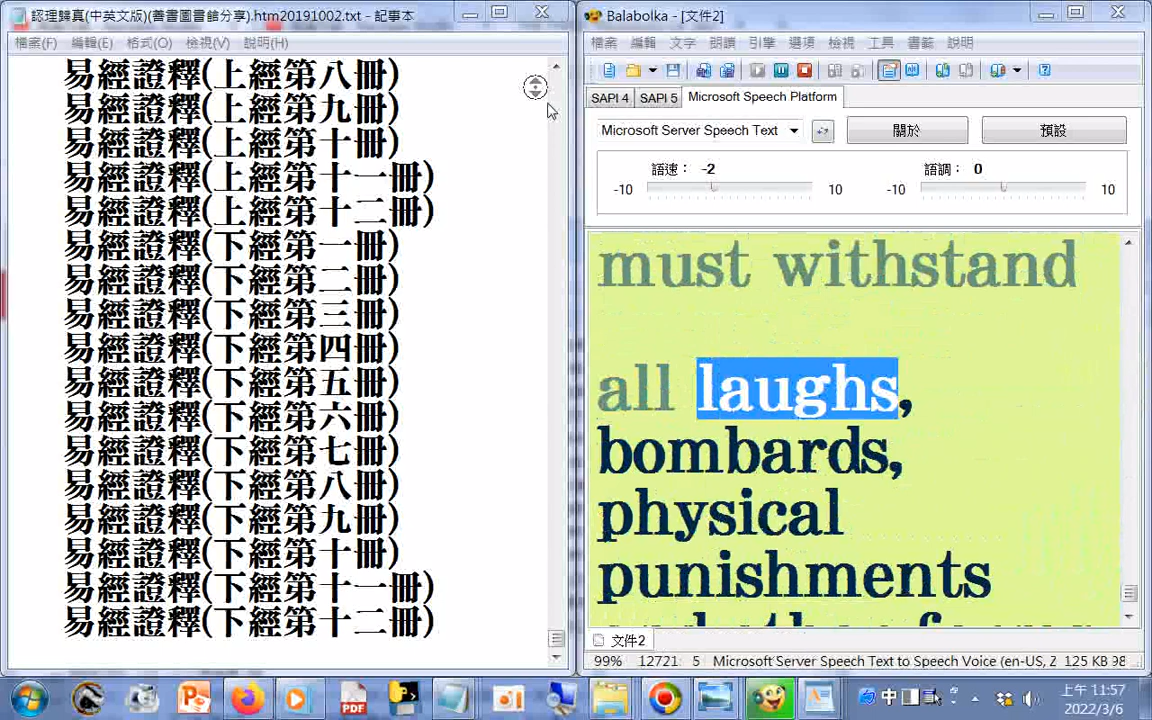 認理歸真(中英文版)(善書圖書館分享).htm20191002.txt - 記事本
檔案(F) 編輯(E) 格式(O) 檢視(V) 說明(H)
易經證釋(上經第八冊)
易經證釋(上經第九冊)
易經證釋(上經第十冊)
易經證釋(上經第十一冊)
易經證釋(上經第十二冊)
易經證釋(下經第一冊)
易經證釋(下經第二冊)
易經證釋(下經第三冊)
易經證釋(下經第四冊)
易經證釋(下經第五冊)
易經證釋(下經第六冊)
易經證釋(下經第七冊)
易經證釋(下經第八冊)
易經證釋(下經第九冊)
易經證釋(下經第十冊)
易經證釋(下經第十一冊)
易經證釋(下經第十二冊)
Balabolka - [文件2]
檔案 編輯 文字 朗讀 引擎 選項 檢視 工具 書籤 說明
SAPI 4 SAPI 5 Microsoft Speech Platform
Microsoft Server Speech Text 關於 預設
語速： -2 語調： 0
-10 10 -10 10
must withstand
all laughs,
bombards,
physical
punishments
文件2
99% 12721: 5 Microsoft Server Speech Text to Speech Voice (en-US, Z 125 KB 98
PDF 中 上午 11:57
2022/3/6